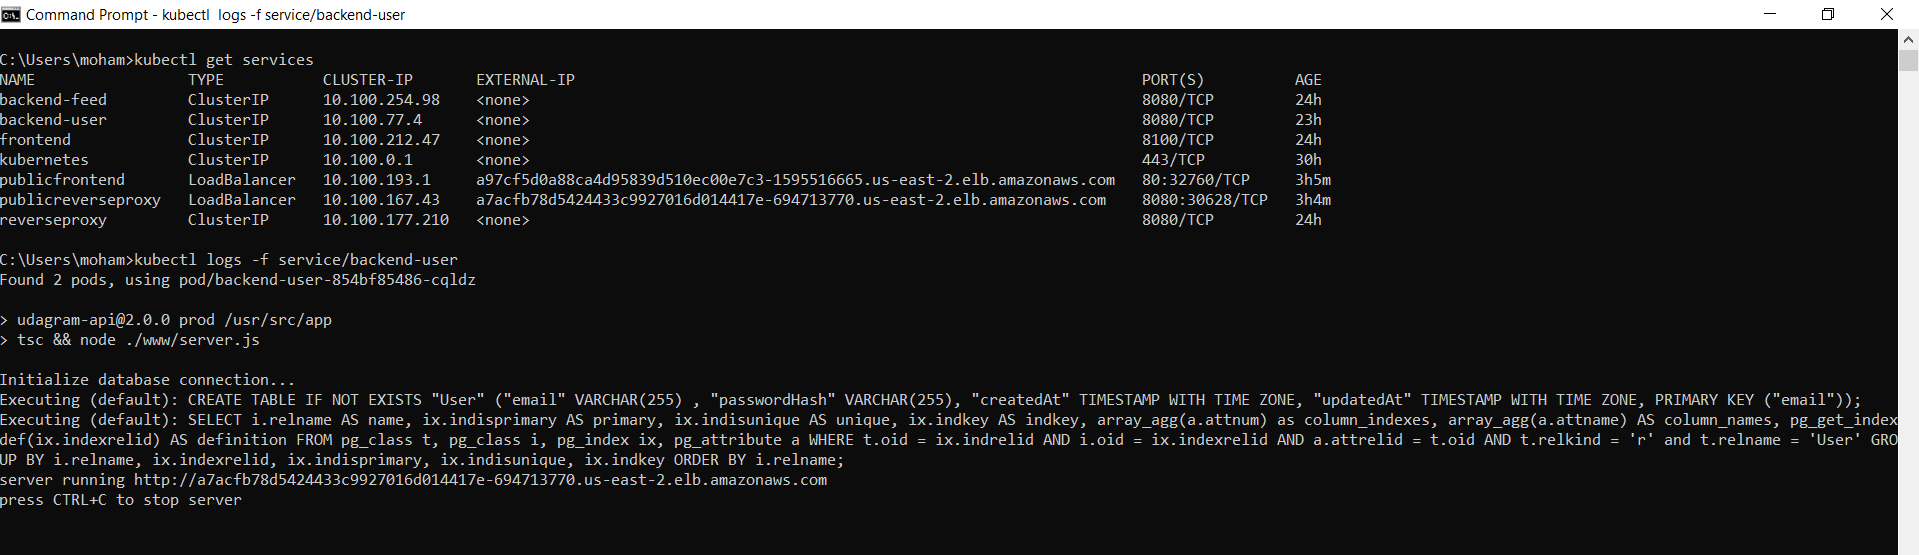 Command Prompt - kubectl  logs -f service/backend-user
C:\Users\moham>kubectl get services
NAME                 TYPE           CLUSTER-IP       EXTERNAL-IP                                                               PORT(S)          AGE
backend-feed         ClusterIP      10.100.254.98    <none>                                                                    8080/TCP         24h
backend-user         ClusterIP      10.100.77.4      <none>                                                                    8080/TCP         23h
frontend             ClusterIP      10.100.212.47    <none>                                                                    8100/TCP         24h
kubernetes           ClusterIP      10.100.0.1       <none>                                                                    443/TCP          30h
publicfrontend       LoadBalancer   10.100.193.1     a97cf5d0a88ca4d95839d510ec00e7c3-1595516665.us-east-2.elb.amazonaws.com   80:32760/TCP     3h5m
publicreverseproxy   LoadBalancer   10.100.167.43    a7acfb78d5424433c9927016d014417e-694713770.us-east-2.elb.amazonaws.com    8080:30628/TCP   3h4m
reverseproxy         ClusterIP      10.100.177.210   <none>                                                                    8080/TCP         24h
C:\Users\moham>kubectl logs -f service/backend-user
Found 2 pods, using pod/backend-user-854bf85486-cqldz
> udagram-api@2.0.0 prod /usr/src/app
> tsc && node ./www/server.js
Initialize database connection...
Executing (default): CREATE TABLE IF NOT EXISTS "User" ("email" VARCHAR(255) , "passwordHash" VARCHAR(255), "createdAt" TIMESTAMP WITH TIME ZONE, "updatedAt" TIMESTAMP WITH TIME ZONE, PRIMARY KEY ("email"));
Executing (default): SELECT i.relname AS name, ix.indisprimary AS primary, ix.indisunique AS unique, ix.indkey AS indkey, array_agg(a.attnum) as column_indexes, array_agg(a.attname) AS column_names, pg_get_index
def(ix.indexrelid) AS definition FROM pg_class t, pg_class i, pg_index ix, pg_attribute a WHERE t.oid = ix.indrelid AND i.oid = ix.indexrelid AND a.attrelid = t.oid AND t.relkind = 'r' and t.relname = 'User' GRO
UP BY i.relname, ix.indexrelid, ix.indisprimary, ix.indisunique, ix.indkey ORDER BY i.relname;
server running http://a7acfb78d5424433c9927016d014417e-694713770.us-east-2.elb.amazonaws.com
press CTRL+C to stop server